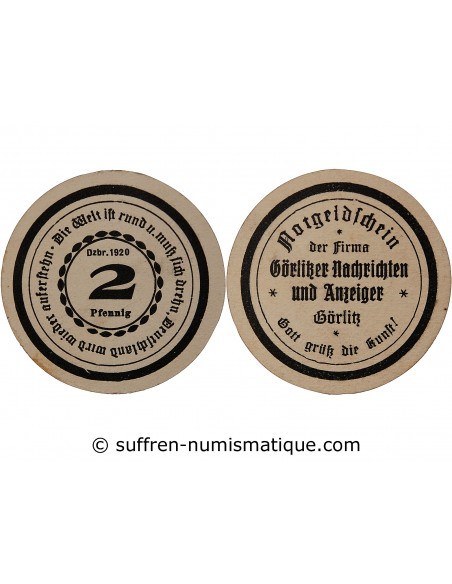 Die Welt ist rund u. muß sich drehn, Deutschland wird wieder auferstehn.
Dzbr. 1920
2
Pfennig
Notgeldschein
der Firma
Görlitzer Nachrichten
und Anzeiger
Görlitz
Gott grüß die Kunst!
© suffren-numismatique.com